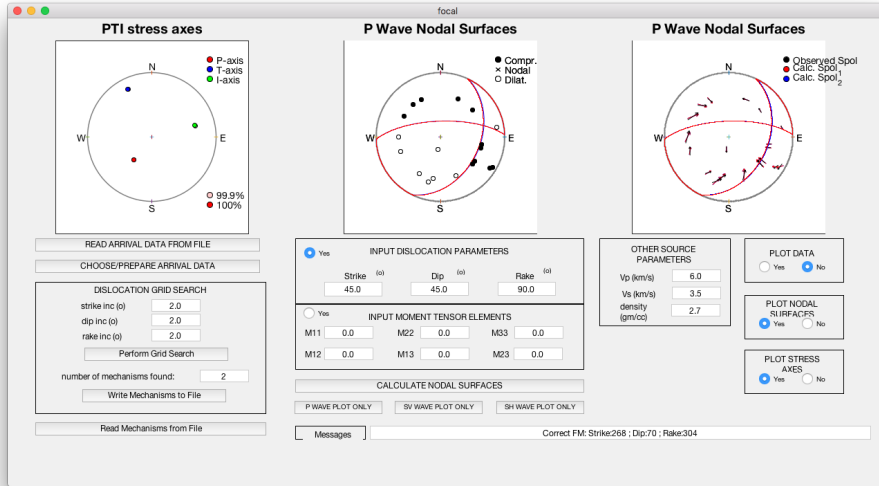 focal
PTI stress axes
P-axis
T-axis
I-axis
N
W
E
S
99.9%
100%
P Wave Nodal Surfaces
Compr.
Nodal
Dilat.
N
W
E
S
P Wave Nodal Surfaces
Observed Spol
Calc. Spol1
Calc. Spol2
N
W
E
S
READ ARRIVAL DATA FROM FILE
CHOOSE/PREPARE ARRIVAL DATA
DISLOCATION GRID SEARCH
strike inc (o) 2.0
dip inc (o) 2.0
rake inc (o) 2.0
Perform Grid Search
number of mechanisms found: 2
Write Mechanisms to File
Read Mechanisms from File
Yes INPUT DISLOCATION PARAMETERS
Strike (o) Dip (o) Rake (o)
45.0 45.0 90.0
Yes INPUT MOMENT TENSOR ELEMENTS
M11 0.0 M22 0.0 M33 0.0
M12 0.0 M13 0.0 M23 0.0
CALCULATE NODAL SURFACES
P WAVE PLOT ONLY SV WAVE PLOT ONLY SH WAVE PLOT ONLY
Messages Correct FM: Strike:268 ; Dip:70 ; Rake:304
OTHER SOURCE
PARAMETERS
Vp (km/s) 6.0
Vs (km/s) 3.5
density
(gm/cc) 2.7
PLOT DATA
Yes No
PLOT NODAL
SURFACES
Yes No
PLOT STRESS
AXES
Yes No